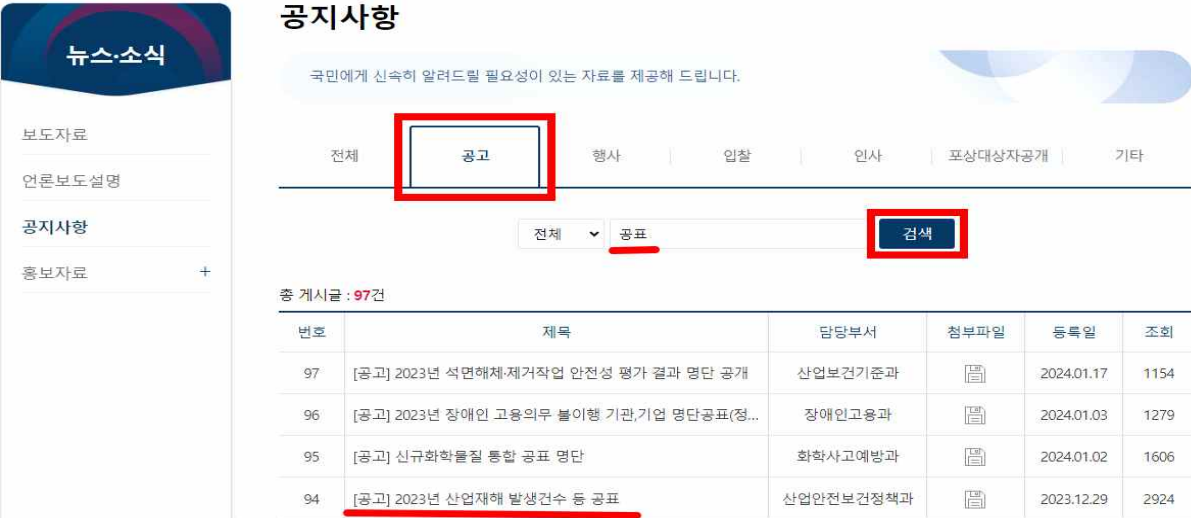 공지사항
뉴스·소식
국민에게 신속히 알려드릴 필요성이 있는 자료를 제공해 드립니다.
보도자료
언론보도설명
공지사항
홍보자료 +
전체 공고 행사 입찰 인사 포상대상자공개 기타
전체 공표 검색
총 게시글 : 97건
번호 제목 담당부서 첨부파일 등록일 조회
97 [공고] 2023년 석면해체·제거작업 안전성 평가 결과 명단 공개 산업보건기준과 2024.01.17 1154
96 [공고] 2023년 장애인 고용의무 불이행 기관,기업 명단공표(정... 장애인고용과 2024.01.03 1279
95 [공고] 신규화학물질 통합 공표 명단 화학사고예방과 2024.01.02 1606
94 [공고] 2023년 산업재해 발생건수 등 공표 산업안전보건정책과 2023.12.29 2924